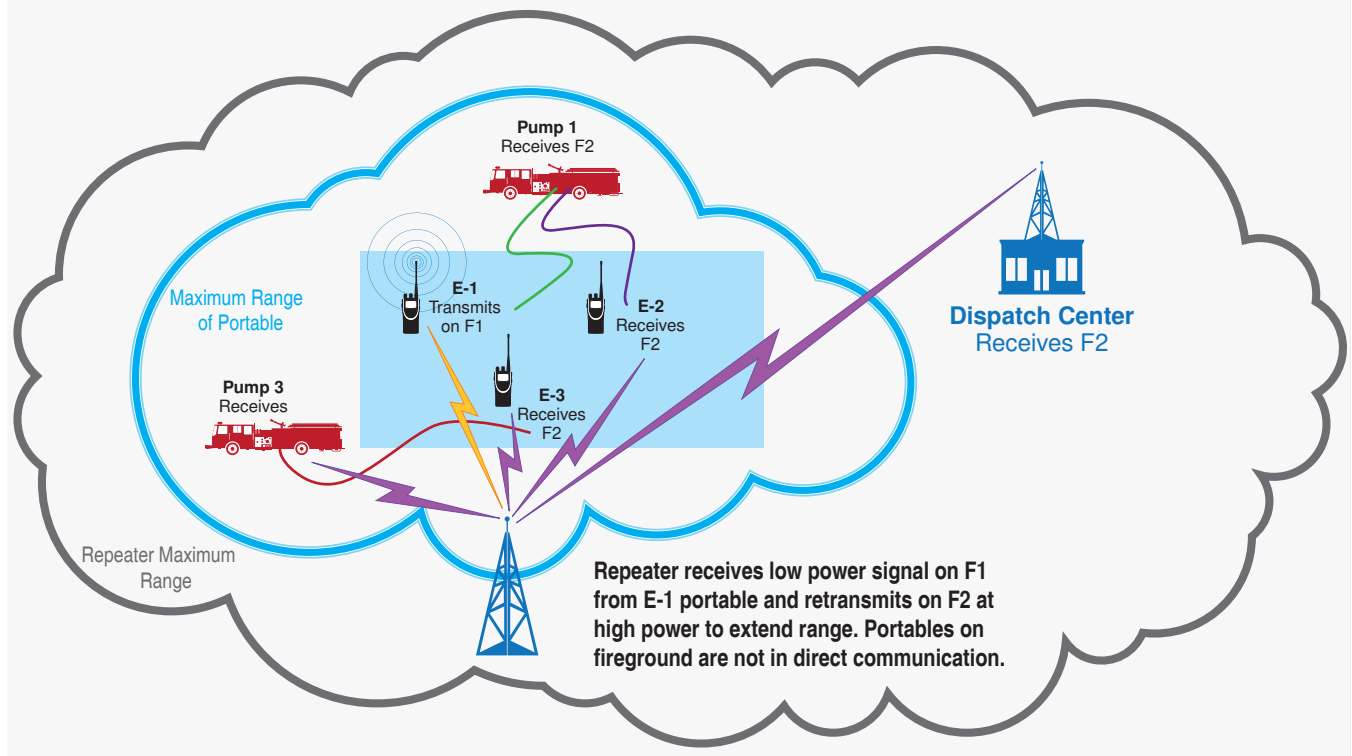 Pump 1
Receives F2
E-1
Transmits
on F1
E-2
Receives
F2
Maximum Range
of Portable
Dispatch Center
Receives F2
Pump 3
Receives
E-3
Receives
F2
Repeater Maximum
Range
Repeater receives low power signal on F1
from E-1 portable and retransmits on F2 at
high power to extend range. Portables on
fireground are not in direct communication.